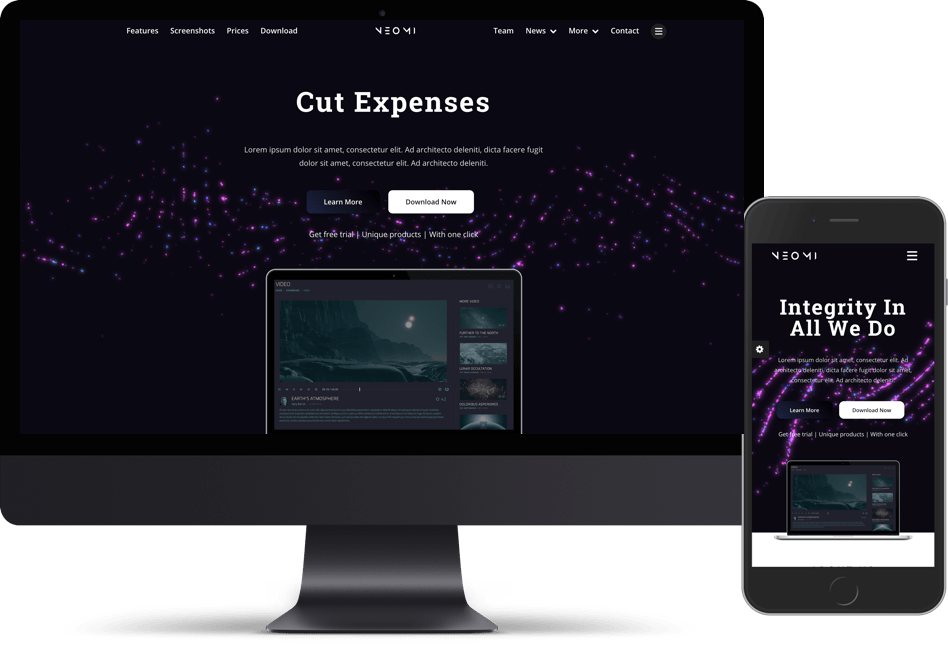 Features Screenshots Prices Download NEOMI Team News More Contact
Cut Expenses
Lorem ipsum dolor sit amet, consectetur elit. Ad architecto deleniti, dicta facere fugit
dolor sit amet, consectetur elit. Ad architecto deleniti.
Learn More Download Now
Get free trial | Unique products | With one click
VIDEO
MORE VIDEO
FURTHER TO THE NORTH
LUNAR OCCULTATION
EARTH'S ATMOSPHERE
NEOMI
Integrity In
All We Do
Lorem ipsum dolor sit amet, consectetur elit. Ad
architecto deleniti, dicta facere fugit dolor sit amet,
consectetur elit. Ad architecto deleniti.
Learn More Download Now
Get free trial | Unique products | With one click